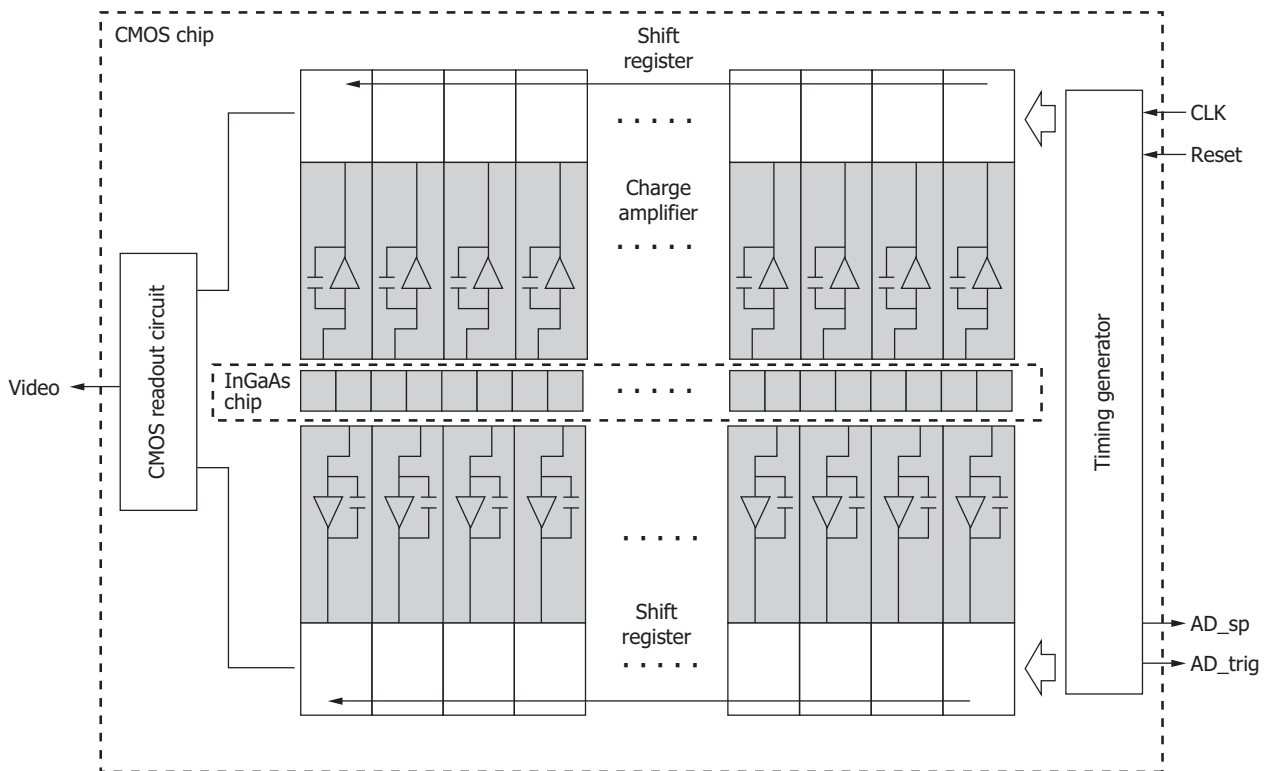 CMOS chip
Shift
register
CLK
Reset
Charge
amplifier
CMOS readout circuit
Timing generator
Video
InGaAs
chip
Shift
register
AD_sp
AD_trig